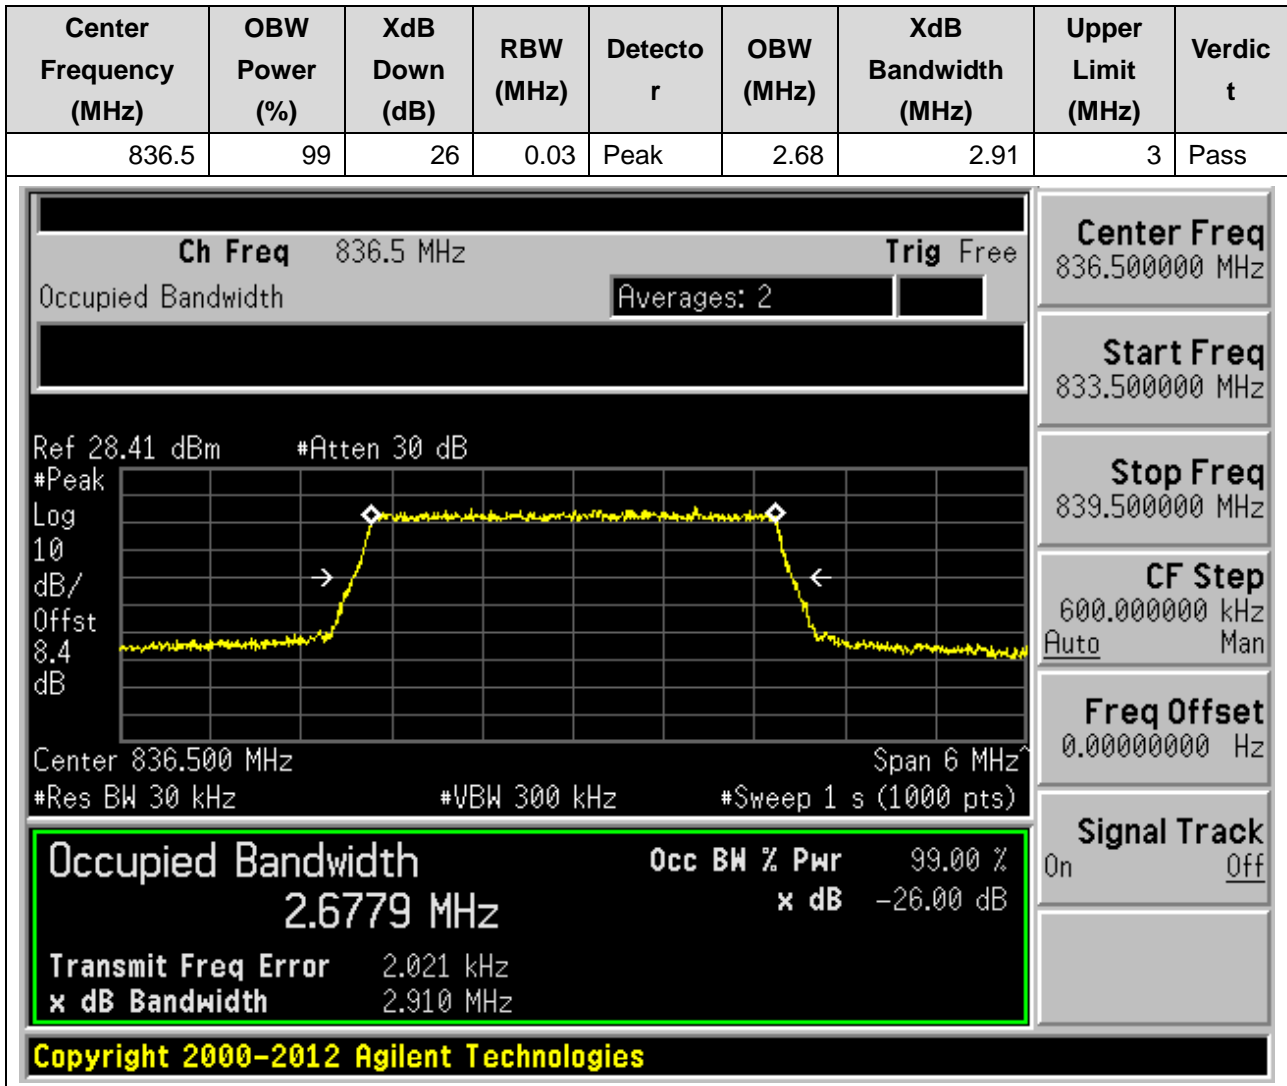 Center Frequency (MHz) OBW Power (%) XdB Down (dB) RBW (MHz) Detecto r OBW (MHz) XdB Bandwidth (MHz) Upper Limit (MHz) Verdic t
836.5 99 26 0.03 Peak 2.68 2.91 3 Pass
Ch Freq 836.5 MHz Trig Free
Occupied Bandwidth Averages: 2
Ref 28.41 dBm #Atten 30 dB
#Peak
Log
10
dB/
Offst
8.4
dB
Center 836.500 MHz Span 6 MHz^
#Res BW 30 kHz #VBW 300 kHz #Sweep 1 s (1000 pts)
Occupied Bandwidth Occ BW % Pwr 99.00 %
2.6779 MHz x dB -26.00 dB
Transmit Freq Error 2.021 kHz
x dB Bandwidth 2.910 MHz
Copyright 2000-2012 Agilent Technologies
Center Freq
836.500000 MHz
Start Freq
833.500000 MHz
Stop Freq
839.500000 MHz
CF Step
600.000000 kHz
Auto Man
Freq Offset
0.00000000 Hz
Signal Track
On Off